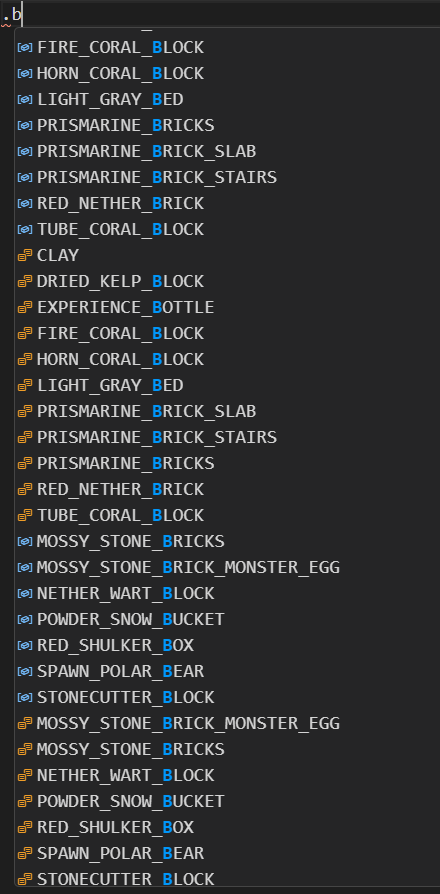 .b
FIRE_CORAL_BLOCK
HORN_CORAL_BLOCK
LIGHT_GRAY_BED
PRISMARINE_BRICKS
PRISMARINE_BRICK_SLAB
PRISMARINE_BRICK_STAIRS
RED_NETHER_BRICK
TUBE_CORAL_BLOCK
CLAY
DRIED_KELP_BLOCK
EXPERIENCE_BOTTLE
FIRE_CORAL_BLOCK
HORN_CORAL_BLOCK
LIGHT_GRAY_BED
PRISMARINE_BRICK_SLAB
PRISMARINE_BRICK_STAIRS
PRISMARINE_BRICKS
RED_NETHER_BRICK
TUBE_CORAL_BLOCK
MOSSY_STONE_BRICKS
MOSSY_STONE_BRICK_MONSTER_EGG
NETHER_WART_BLOCK
POWDER_SNOW_BUCKET
RED_SHULKER_BOX
SPAWN_POLAR_BEAR
STONECUTTER_BLOCK
MOSSY_STONE_BRICK_MONSTER_EGG
MOSSY_STONE_BRICKS
NETHER_WART_BLOCK
POWDER_SNOW_BUCKET
RED_SHULKER_BOX
SPAWN_POLAR_BEAR
STONECUTTER_BLOCK